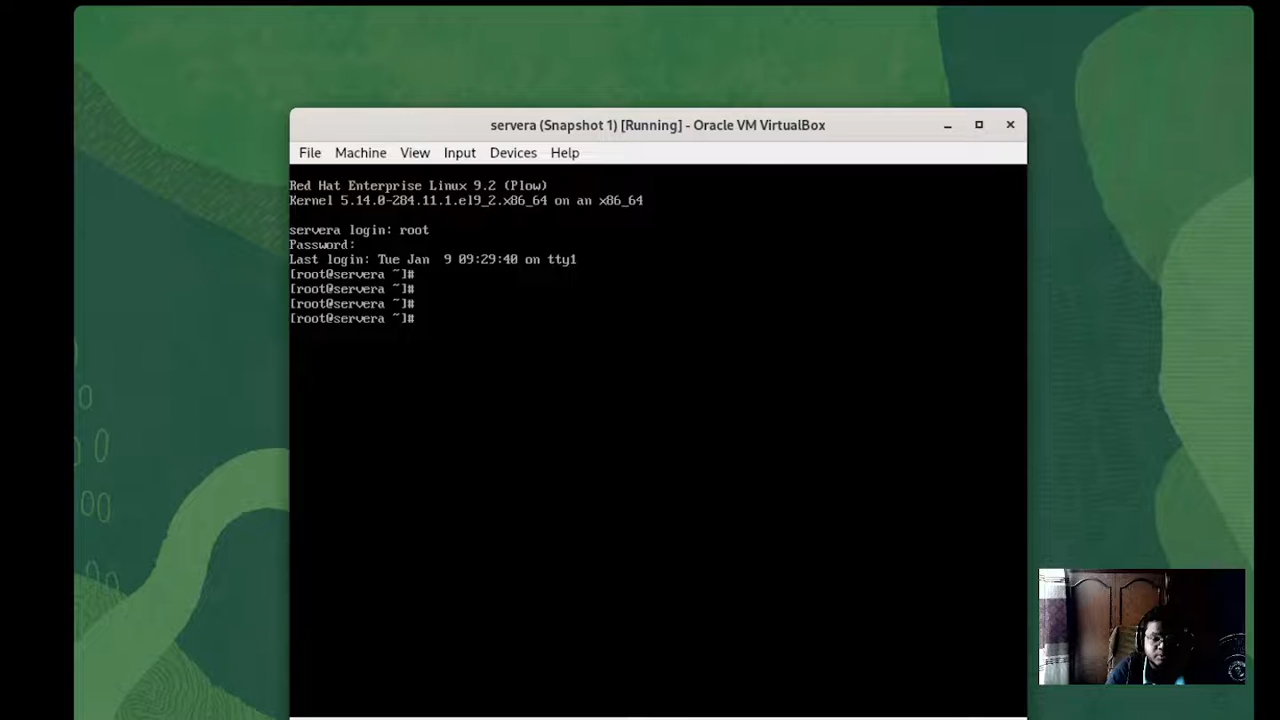 servera (Snapshot 1) [Running] - Oracle VM VirtualBox
File Machine View Input Devices Help
Red Hat Enterprise Linux 9.2 (Plow)
Kernel 5.14.0-284.11.1.el9_2.x86_64 on an x86_64
servera login: root
Password:
Last login: Tue Jan  9 09:29:40 on tty1
[root@servera ~]#
[root@servera ~]#
[root@servera ~]#
[root@servera ~]#